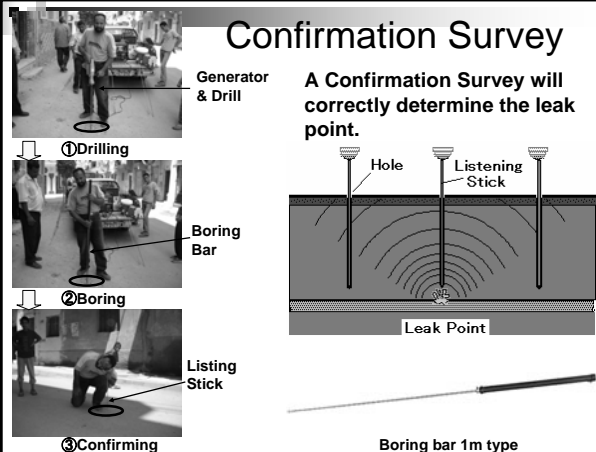 Confirmation Survey
Generator
& Drill
A Confirmation Survey will
correctly determine the leak
point.
①Drilling
Hole
Listening
Stick
Boring
Bar
②Boring
Leak Point
Listing
Stick
③Confirming
Boring bar 1m type